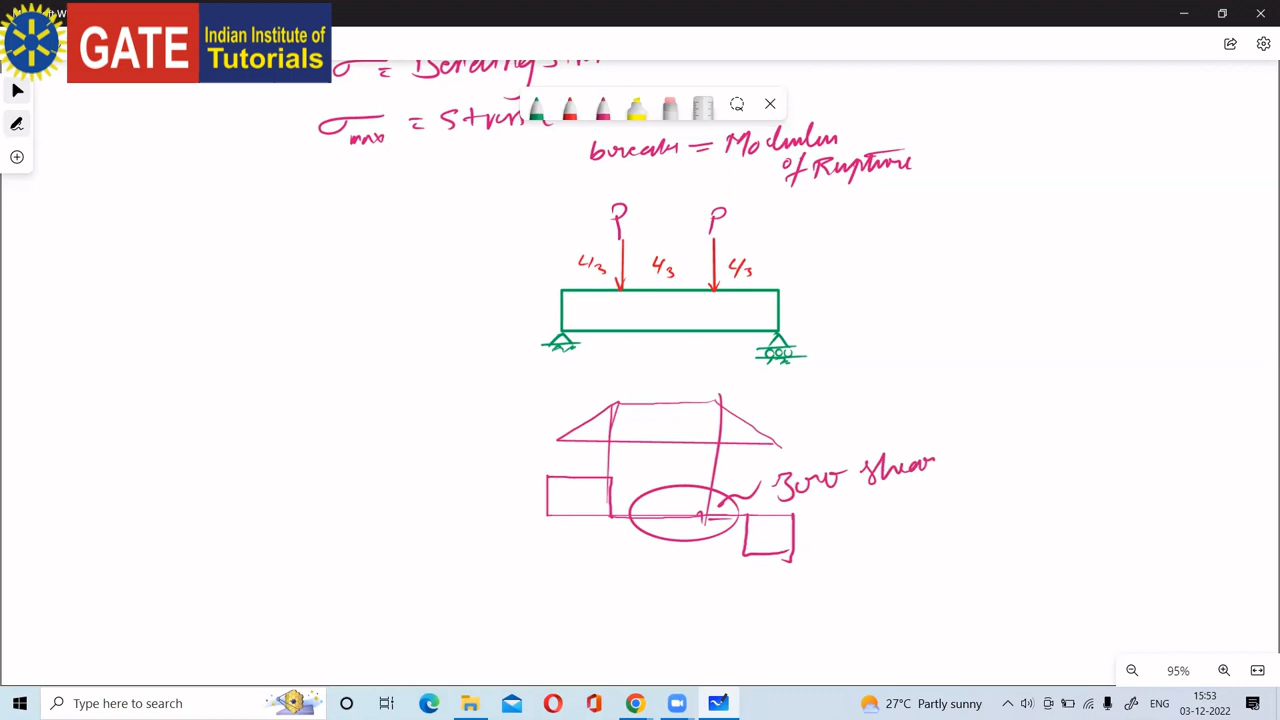 GATE
Indian Institute of
Tutorials
σ = Bending
σmax =
break = Modulus
of Rupture
P P
L/3 L/3 L/3
Zero shear
95%
Type here to search
27°C Partly sunny
ENG
15:53
03-12-2022